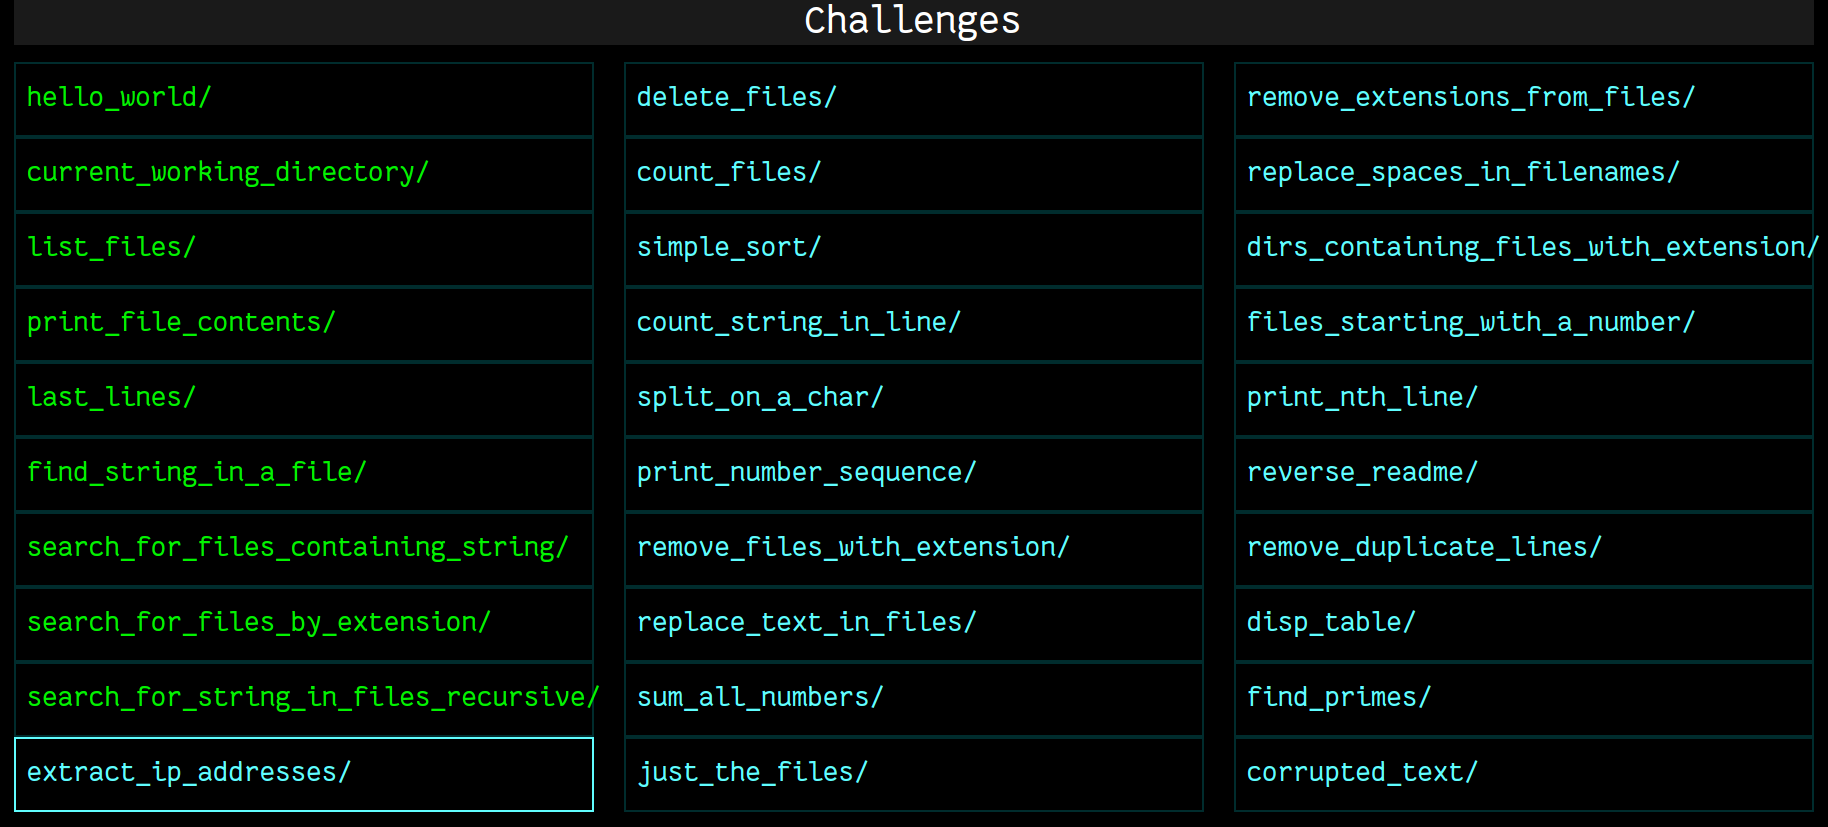 Challenges
hello_world/
current_working_directory/
list_files/
print_file_contents/
last_lines/
find_string_in_a_file/
search_for_files_containing_string/
search_for_files_by_extension/
search_for_string_in_files_recursive/
extract_ip_addresses/
delete_files/
count_files/
simple_sort/
count_string_in_line/
split_on_a_char/
print_number_sequence/
remove_files_with_extension/
replace_text_in_files/
sum_all_numbers/
just_the_files/
remove_extensions_from_files/
replace_spaces_in_filenames/
dirs_containing_files_with_extension/
files_starting_with_a_number/
print_nth_line/
reverse_readme/
remove_duplicate_lines/
disp_table/
find_primes/
corrupted_text/